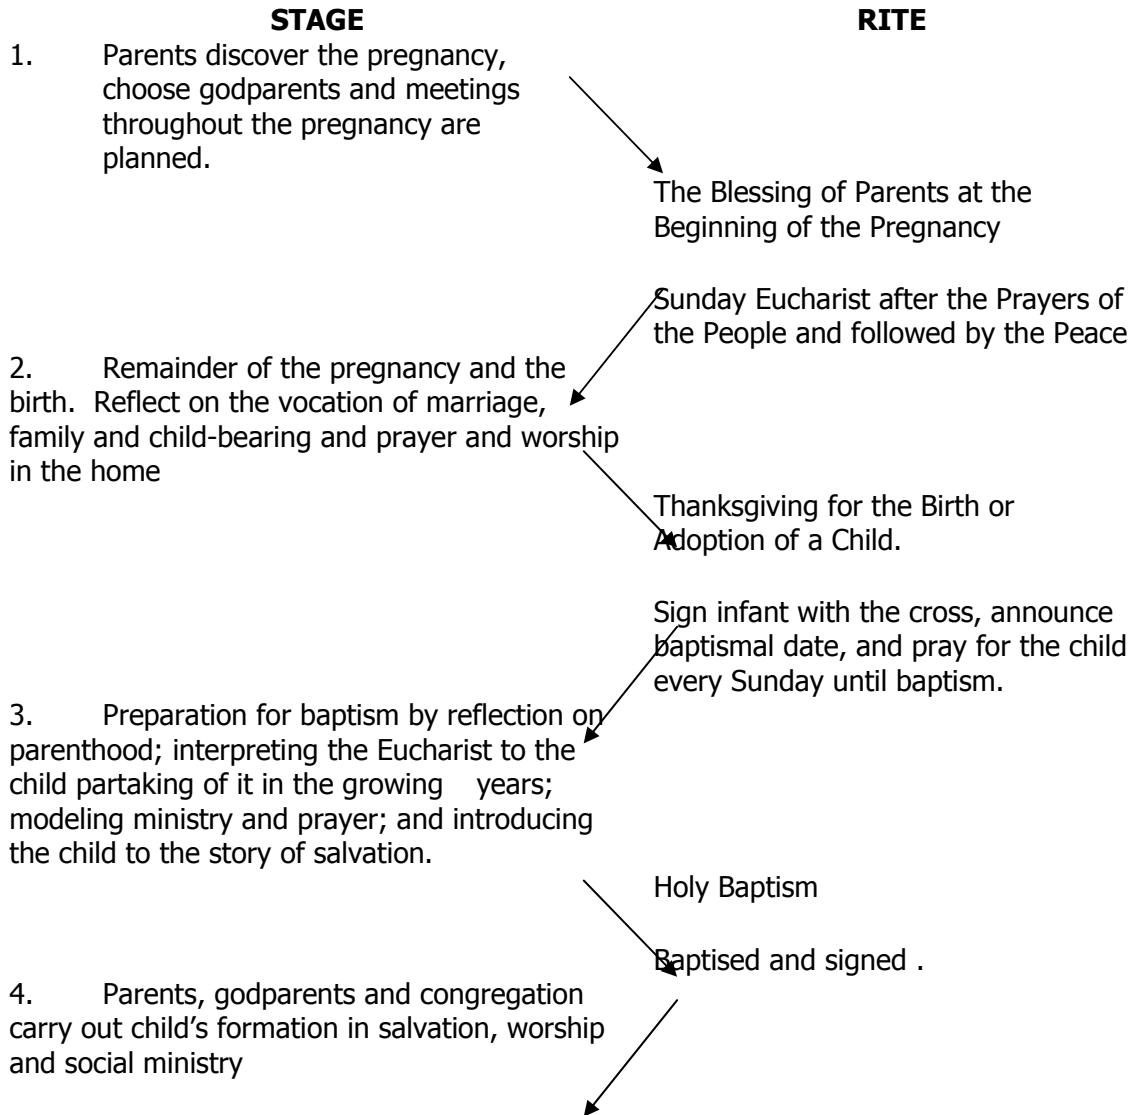 STAGE RITE
1. Parents discover the pregnancy,
choose godparents and meetings
throughout the pregnancy are
planned.
The Blessing of Parents at the
Beginning of the Pregnancy
Sunday Eucharist after the Prayers of
the People and followed by the Peace
2. Remainder of the pregnancy and the
birth. Reflect on the vocation of marriage,
family and child-bearing and prayer and worship
in the home
Thanksgiving for the Birth or
Adoption of a Child.
Sign infant with the cross, announce
baptismal date, and pray for the child
every Sunday until baptism.
3. Preparation for baptism by reflection on
parenthood; interpreting the Eucharist to the
child partaking of it in the growing years;
modeling ministry and prayer; and introducing
the child to the story of salvation.
Holy Baptism
Baptised and signed .
4. Parents, godparents and congregation
carry out child’s formation in salvation, worship
and social ministry